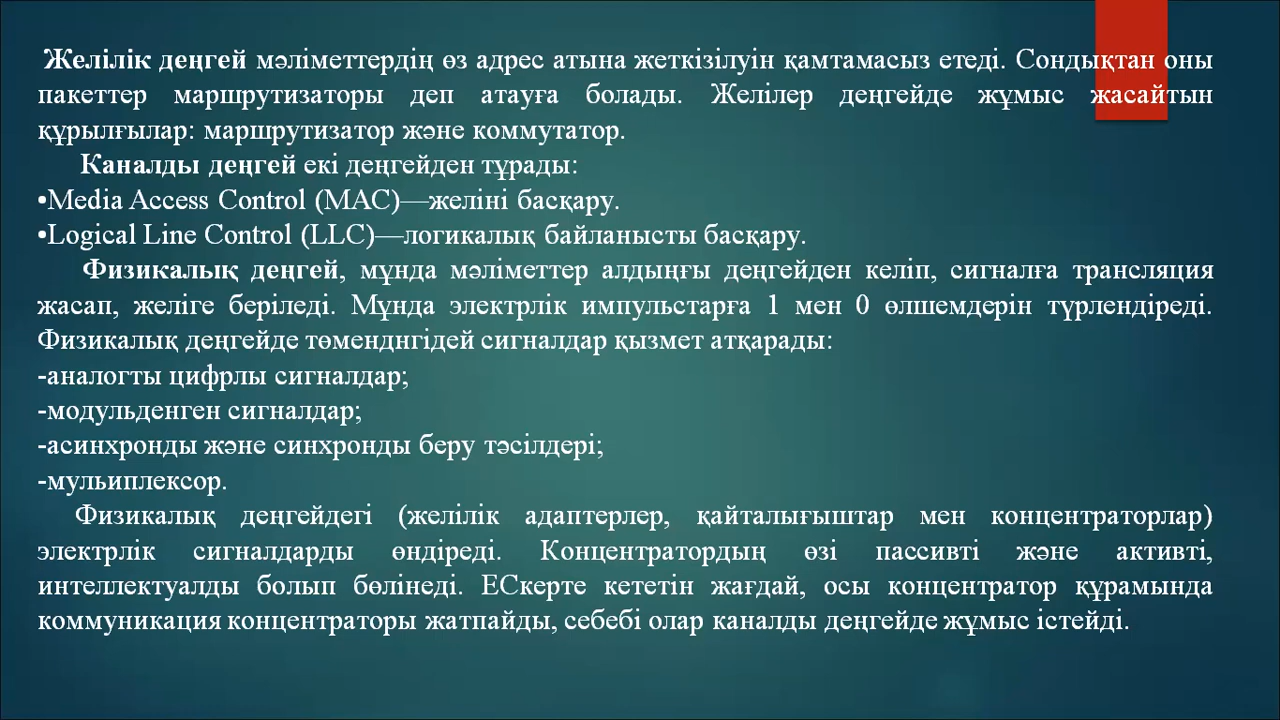 Желілік деңгей мәліметтердің өз адрес атына жеткізілуін қамтамасыз етеді. Сондықтан оны
пакеттер маршрутизаторы деп атауға болады. Желілер деңгейде жұмыс жасайтын
құрылғылар: маршрутизатор және коммутатор.
Каналды деңгей екі деңгейден тұрады:
•Media Access Control (MAC)—желіні басқару.
•Logical Line Control (LLC)—логикалық байланысты басқару.
Физикалық деңгей, мұнда мәліметтер алдыңғы деңгейден келіп, сигналға трансляция
жасап, желіге беріледі. Мұнда электрлік импульстарға 1 мен 0 өлшемдерін түрлендіреді.
Физикалық деңгейде төменднгідей сигналдар қызмет атқарады:
-аналогты цифрлы сигналдар;
-модульденген сигналдар;
-асинхронды және синхронды беру тәсілдері;
-мульиплексор.
Физикалық деңгейдегі (желілік адаптерлер, қайталығыштар мен концентраторлар)
электрлік сигналдарды өндіреді. Концентратордың өзі пассивті және активті,
интеллектуалды болып бөлінеді. ЕСкерте кететін жағдай, осы концентратор құрамында
коммуникация концентраторы жатпайды, себебі олар каналды деңгейде жұмыс істейді.